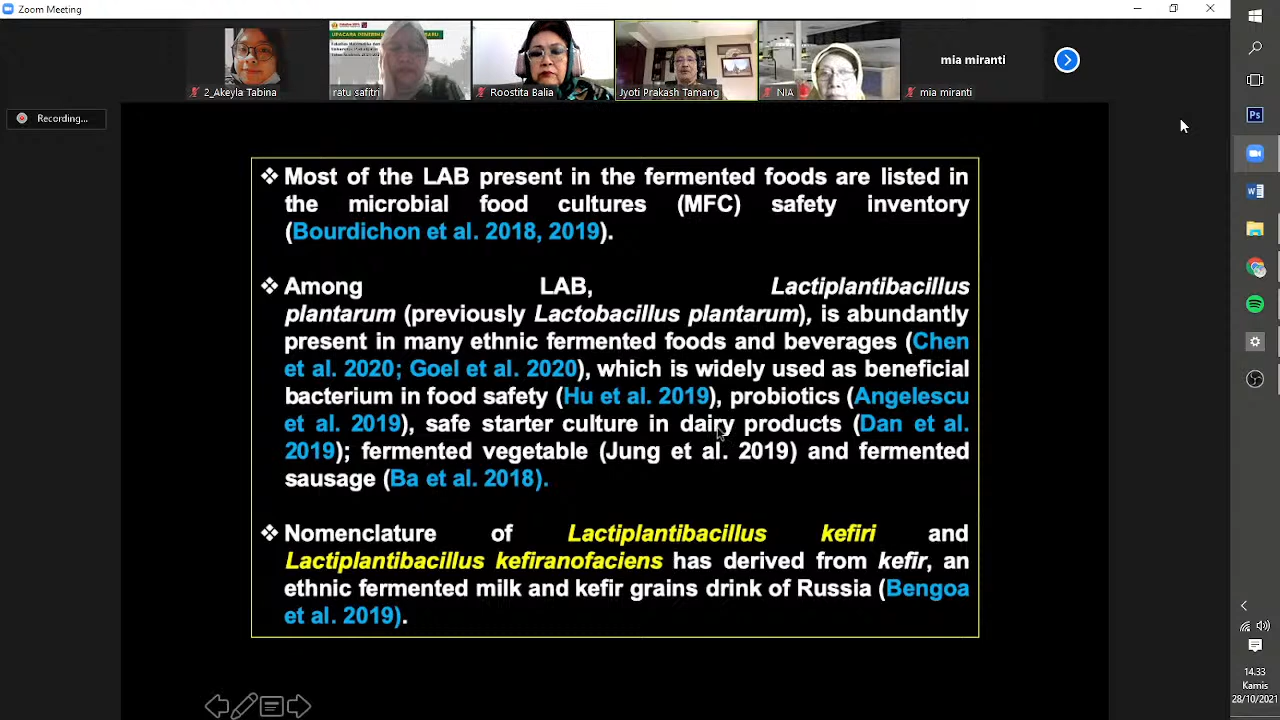 Zoom Meeting
2_Akeyla Tabina
ratu safitri
Roostita Balia
Jyoti Prakash Tamang
NIA
mia miranti
mia miranti
Recording...
❖ Most of the LAB present in the fermented foods are listed in
the microbial food cultures (MFC) safety inventory
(Bourdichon et al. 2018, 2019).
❖ Among LAB, Lactiplantibacillus
plantarum (previously Lactobacillus plantarum), is abundantly
present in many ethnic fermented foods and beverages (Chen
et al. 2020; Goel et al. 2020), which is widely used as beneficial
bacterium in food safety (Hu et al. 2019), probiotics (Angelescu
et al. 2019), safe starter culture in dairy products (Dan et al.
2019); fermented vegetable (Jung et al. 2019) and fermented
sausage (Ba et al. 2018).
❖ Nomenclature of Lactiplantibacillus kefiri and
Lactiplantibacillus kefiranofaciens has derived from kefir, an
ethnic fermented milk and kefir grains drink of Russia (Bengoa
et al. 2019).
Ps
14.33
Kamis
28/10/2021